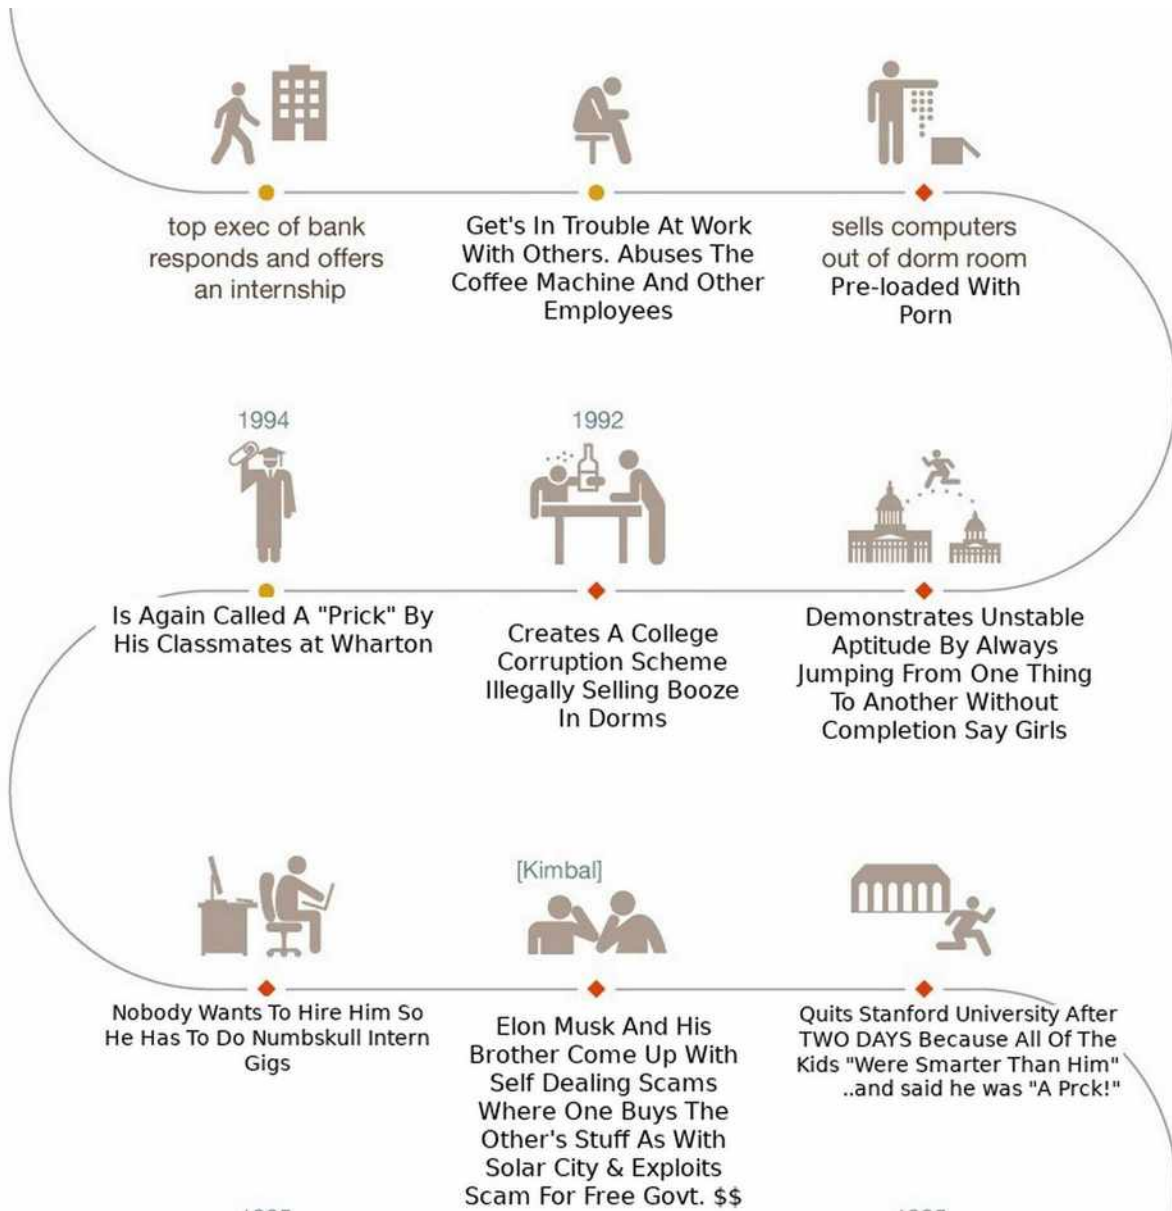 top exec of bank
responds and offers
an internship
Get's In Trouble At Work
With Others. Abuses The
Coffee Machine And Other
Employees
sells computers
out of dorm room
Pre-loaded With
Porn
1994
Is Again Called A "Prick" By
His Classmates at Wharton
1992
Creates A College
Corruption Scheme
Illegally Selling Booze
In Dorms
Demonstrates Unstable
Aptitude By Always
Jumping From One Thing
To Another Without
Completion Say Girls
Nobody Wants To Hire Him So
He Has To Do Numbskull Intern
Gigs
[Kimbal]
Elon Musk And His
Brother Come Up With
Self Dealing Scams
Where One Buys The
Other's Stuff As With
Solar City & Exploits
Scam For Free Govt. $$
Quits Stanford University After
TWO DAYS Because All Of The
Kids "Were Smarter Than Him"
..and said he was "A Prck!"